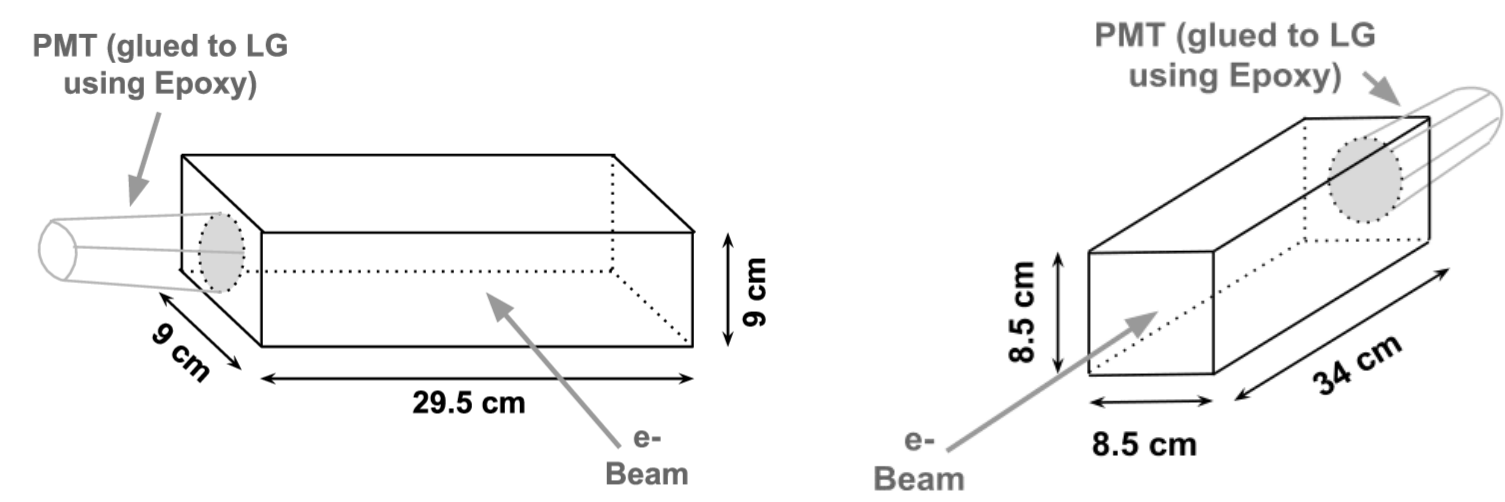 PMT (glued to LG
using Epoxy)
9 cm
9 cm
29.5 cm
e-
Beam
PMT (glued to LG
using Epoxy)
8.5 cm
34 cm
8.5 cm
e-
Beam